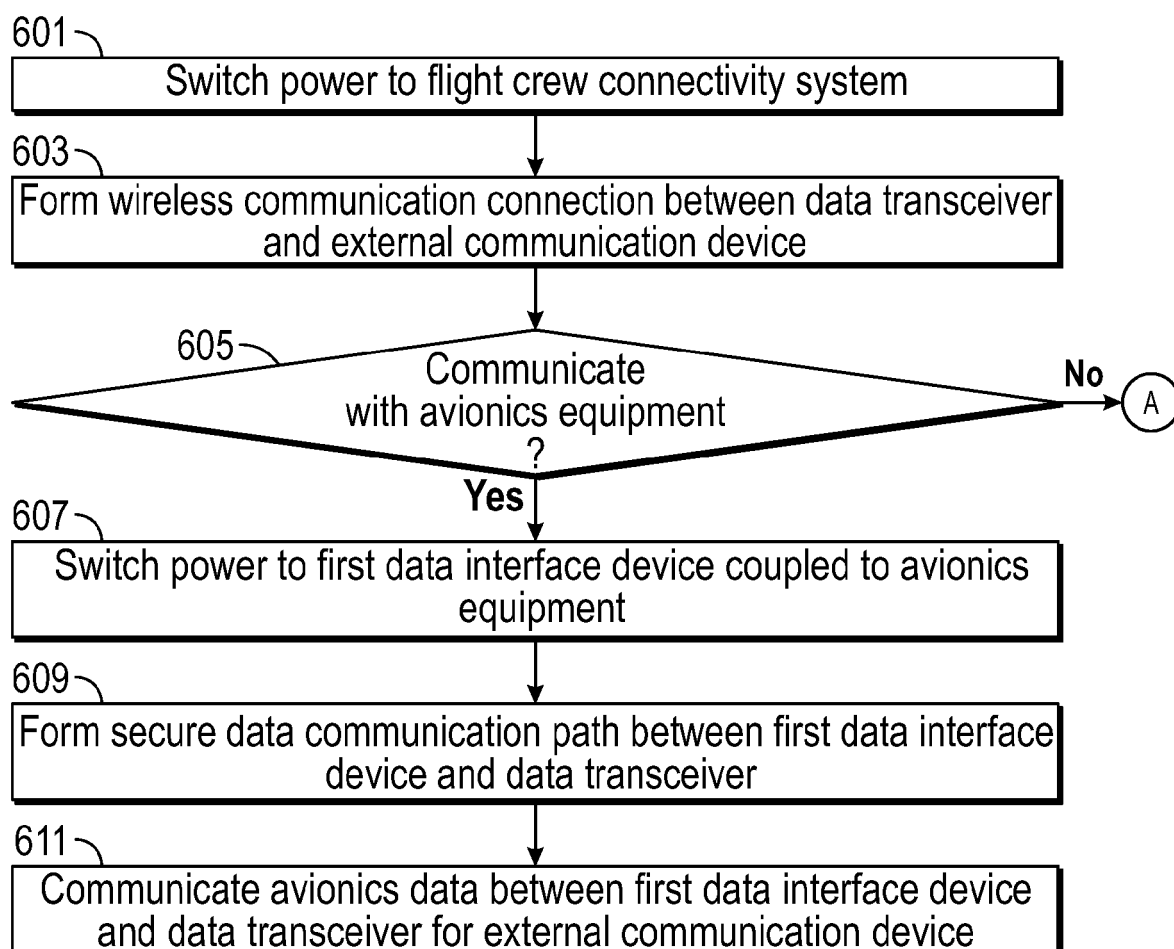 601
Switch power to flight crew connectivity system
603
Form wireless communication connection between data transceiver
and external communication device
605
Communicate
with avionics equipment
?
No
A
Yes
607
Switch power to first data interface device coupled to avionics
equipment
609
Form secure data communication path between first data interface
device and data transceiver
611
Communicate avionics data between first data interface device
and data transceiver for external communication device